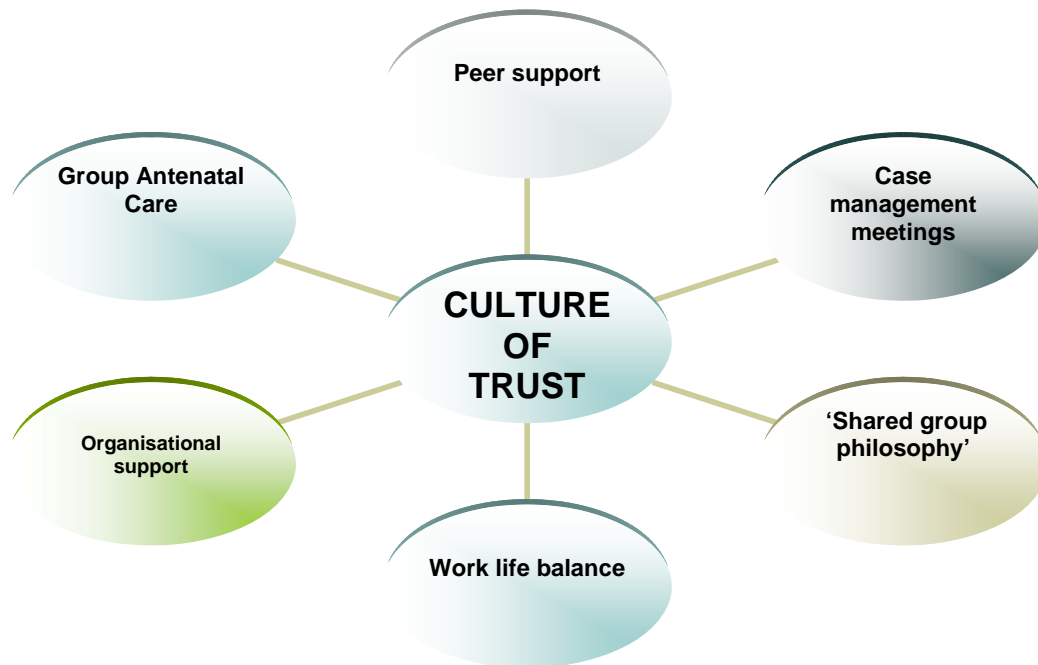 Peer support
Group Antenatal
Care
Case
management
meetings
CULTURE
OF
TRUST
Organisational
support
‘Shared group
philosophy’
Work life balance